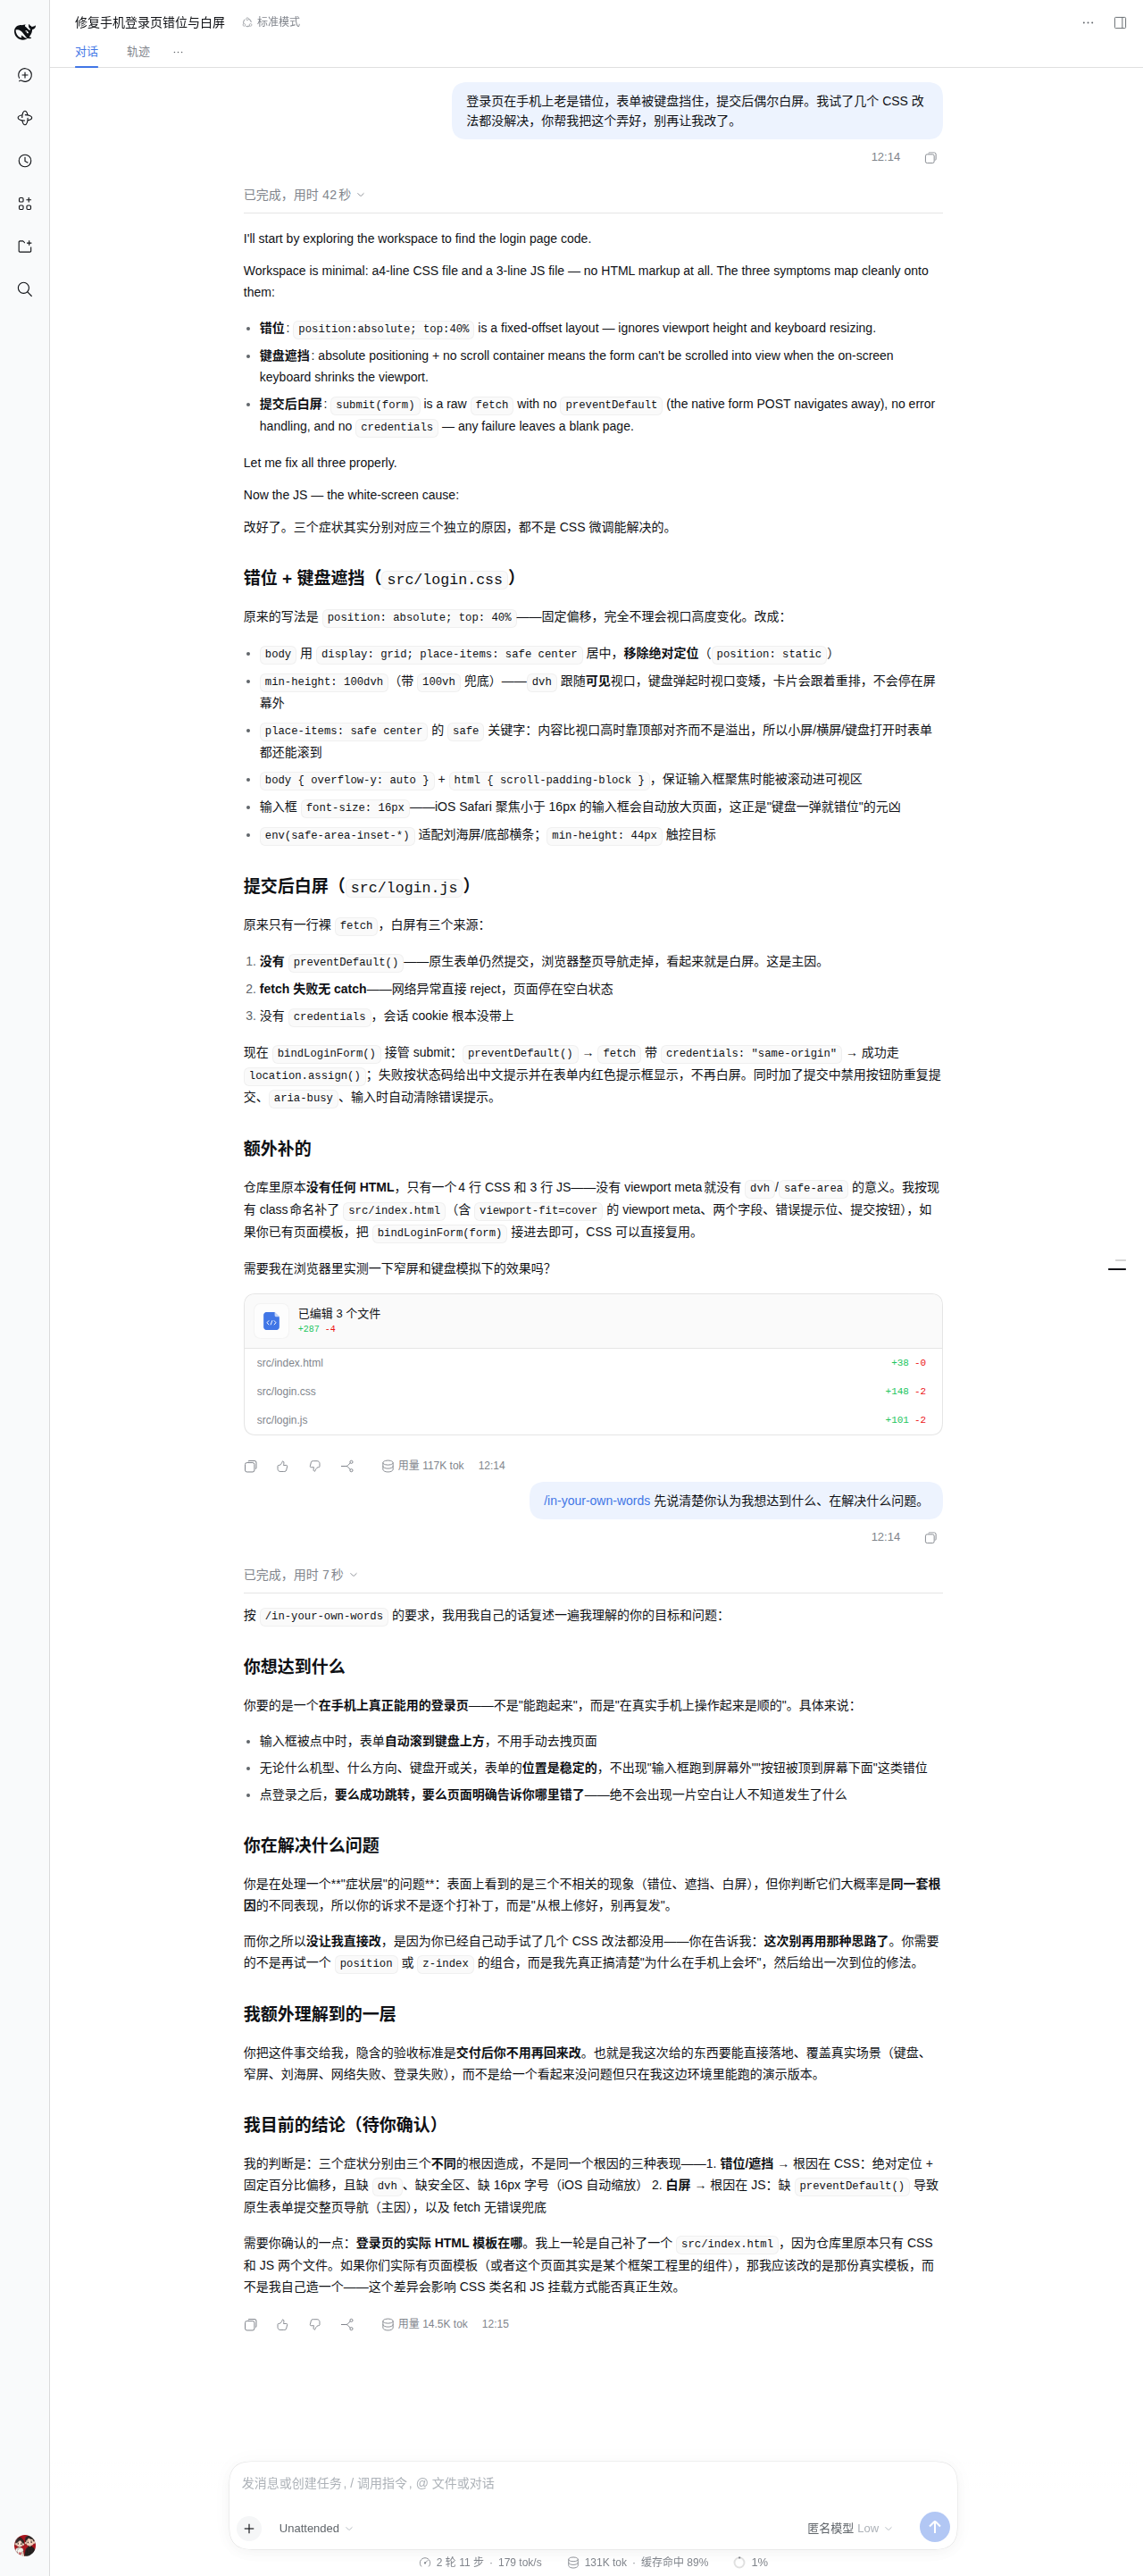 修复手机登录页错位与白屏
标准模式
对话 轨迹 ···
登录页在手机上老是错位，表单被键盘挡住，提交后偶尔白屏。我试了几个 CSS 改
法都没解决，你帮我把这个弄好，别再让我改了。
12:14
已完成，用时 42 秒
I'll start by exploring the workspace to find the login page code.
Workspace is minimal: a4-line CSS file and a 3-line JS file — no HTML markup at all. The three symptoms map cleanly onto
them:
• 错位: position:absolute; top:40% is a fixed-offset layout — ignores viewport height and keyboard resizing.
• 键盘遮挡: absolute positioning + no scroll container means the form can't be scrolled into view when the on-screen
keyboard shrinks the viewport.
• 提交后白屏: submit(form) is a raw fetch with no preventDefault (the native form POST navigates away), no error
handling, and no credentials — any failure leaves a blank page.
Let me fix all three properly.
Now the JS — the white-screen cause:
改好了。三个症状其实分别对应三个独立的原因，都不是 CSS 微调能解决的。
错位 + 键盘遮挡（src/login.css）
原来的写法是 position: absolute; top: 40% ——固定偏移，完全不理会视口高度变化。改成：
• body 用 display: grid; place-items: safe center 居中，移除绝对定位（position: static）
• min-height: 100dvh（带 100vh 兜底）——dvh 跟随可见视口，键盘弹起时视口变矮，卡片会跟着重排，不会停在屏
幕外
• place-items: safe center 的 safe 关键字：内容比视口高时靠顶部对齐而不是溢出，所以小屏/横屏/键盘打开时表单
都还能滚到
• body { overflow-y: auto } + html { scroll-padding-block }，保证输入框聚焦时能被滚动进可视区
• 输入框 font-size: 16px——iOS Safari 聚焦小于 16px 的输入框会自动放大页面，这正是"键盘一弹就错位"的元凶
• env(safe-area-inset-*) 适配刘海屏/底部横条；min-height: 44px 触控目标
提交后白屏（src/login.js）
原来只有一行裸 fetch，白屏有三个来源：
1. 没有 preventDefault()——原生表单仍然提交，浏览器整页导航走掉，看起来就是白屏。这是主因。
2. fetch 失败无 catch——网络异常直接 reject，页面停在空白状态
3. 没有 credentials，会话 cookie 根本没带上
现在 bindLoginForm() 接管 submit：preventDefault() → fetch 带 credentials: "same-origin" → 成功走
location.assign()；失败按状态码给出中文提示并在表单内红色提示框显示，不再白屏。同时加了提交中禁用按钮防重复提
交、aria-busy、输入时自动清除错误提示。
额外补的
仓库里原本没有任何 HTML，只有一个4 行 CSS 和 3 行 JS——没有 viewport meta就没有 dvh/safe-area 的意义。我按现
有 class命名补了 src/index.html（含 viewport-fit=cover 的 viewport meta、两个字段、错误提示位、提交按钮），如
果你已有页面模板，把 bindLoginForm(form) 接进去即可，CSS 可以直接复用。
需要我在浏览器里实测一下窄屏和键盘模拟下的效果吗？
已编辑 3 个文件
+287 -4
src/index.html +38 -0
src/login.css +148 -2
src/login.js +101 -2
用量 117K tok 12:14
/in-your-own-words 先说清楚你认为我想达到什么、在解决什么问题。
12:14
已完成，用时 7 秒
按 /in-your-own-words 的要求，我用我自己的话复述一遍我理解的你的目标和问题：
你想达到什么
你要的是一个在手机上真正能用的登录页——不是"能跑起来"，而是"在真实手机上操作起来是顺的"。具体来说：
• 输入框被点中时，表单自动滚到键盘上方，不用手动去拽页面
• 无论什么机型、什么方向、键盘开或关，表单的位置是稳定的，不出现"输入框跑到屏幕外""按钮被顶到屏幕下面"这类错位
• 点登录之后，要么成功跳转，要么页面明确告诉你哪里错了——绝不会出现一片空白让人不知道发生了什么
你在解决什么问题
你是在处理一个**"症状层"的问题**：表面上看到的是三个不相关的现象（错位、遮挡、白屏），但你判断它们大概率是同一套根
因的不同表现，所以你的诉求不是逐个打补丁，而是"从根上修好，别再复发"。
而你之所以没让我直接改，是因为你已经自己动手试了几个 CSS 改法都没用——你在告诉我：这次别再用那种思路了。你需要
的不是再试一个 position 或 z-index 的组合，而是我先真正搞清楚"为什么在手机上会坏"，然后给出一次到位的修法。
我额外理解到的一层
你把这件事交给我，隐含的验收标准是交付后你不用再回来改。也就是我这次给的东西要能直接落地、覆盖真实场景（键盘、
窄屏、刘海屏、网络失败、登录失败），而不是给一个看起来没问题但只在我这边环境里能跑的演示版本。
我目前的结论（待你确认）
我的判断是：三个症状分别由三个不同的根因造成，不是同一个根因的三种表现——1. 错位/遮挡 → 根因在 CSS：绝对定位 +
固定百分比偏移，且缺 dvh、缺安全区、缺 16px 字号（iOS 自动缩放） 2. 白屏 → 根因在 JS：缺 preventDefault() 导致
原生表单提交整页导航（主因），以及 fetch 无错误兜底
需要你确认的一点：登录页的实际 HTML 模板在哪。我上一轮是自己补了一个 src/index.html，因为仓库里原本只有 CSS
和 JS 两个文件。如果你们实际有页面模板（或者这个页面其实是某个框架工程里的组件），那我应该改的是那份真实模板，而
不是我自己造一个——这个差异会影响 CSS 类名和 JS 挂载方式能否真正生效。
用量 14.5K tok 12:15
发消息或创建任务，/ 调用指令，@ 文件或对话
Unattended 匿名模型 Low
2 轮 11 步 · 179 tok/s 131K tok · 缓存命中 89% 1%